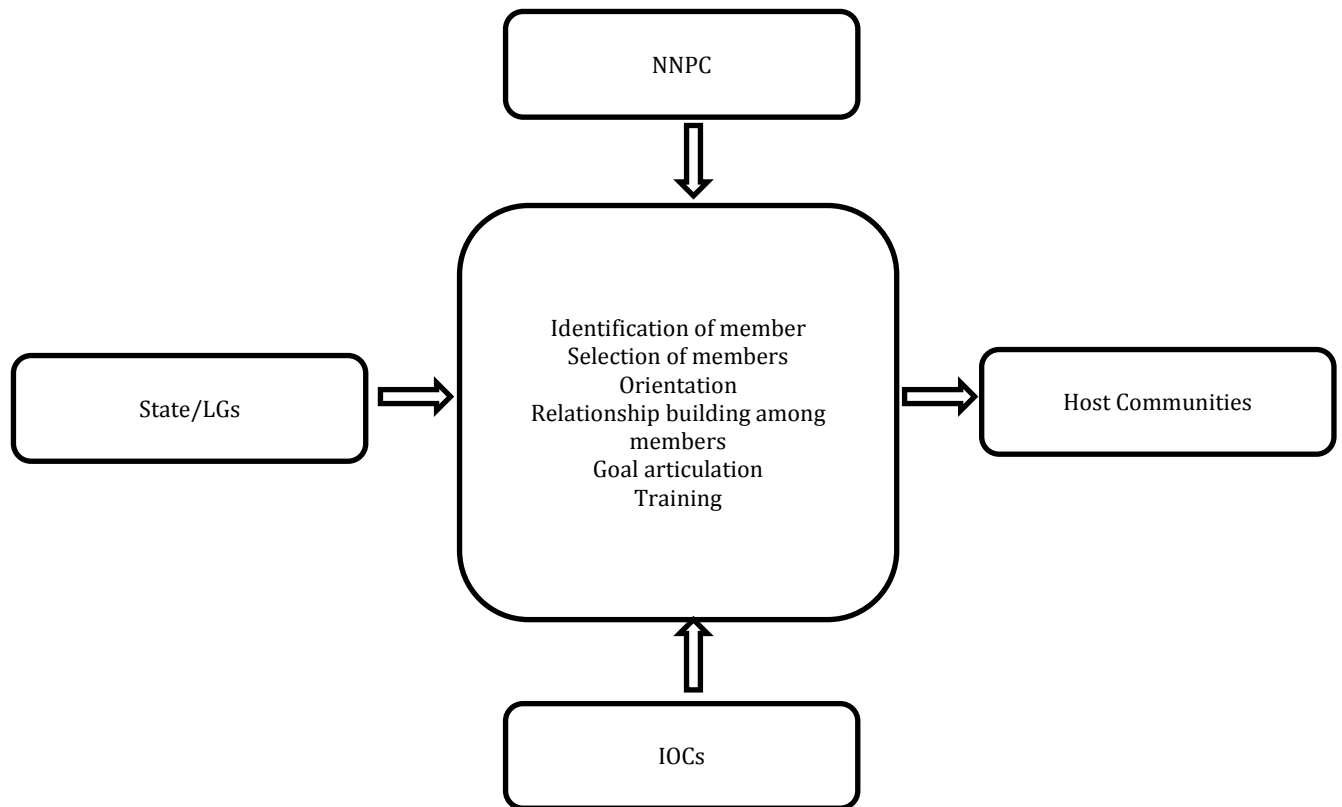 NNPC
Identification of member
Selection of members
Orientation
Relationship building among
members
Goal articulation
Training
State/LGs
Host Communities
IOCs